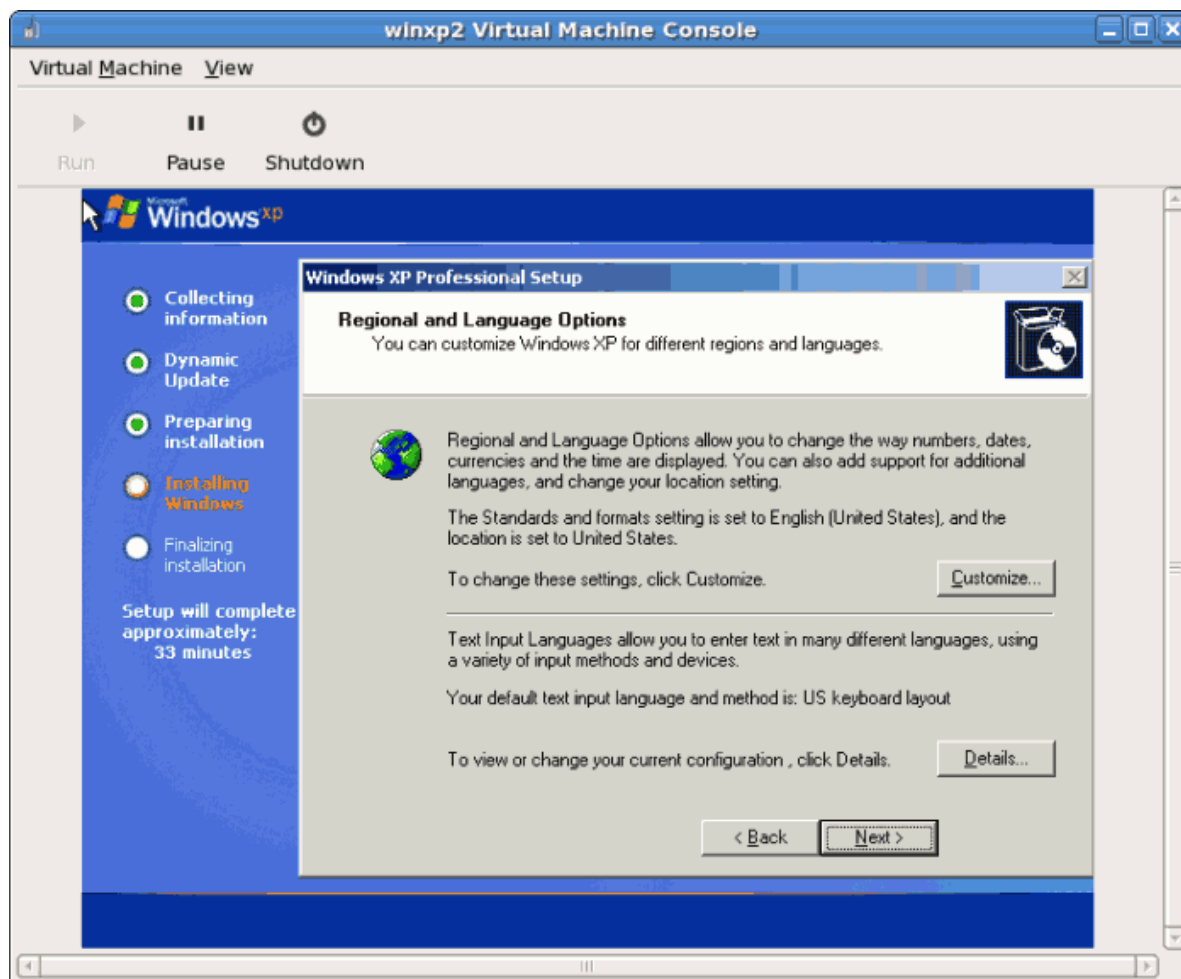 winxp2 Virtual Machine Console
Virtual Machine View
Run Pause Shutdown
Microsoft
Windows xp
Collecting
information
Dynamic
Update
Preparing
installation
Installing
Windows
Finalizing
installation
Setup will complete
approximately:
33 minutes
Windows XP Professional Setup
Regional and Language Options
You can customize Windows XP for different regions and languages.
Regional and Language Options allow you to change the way numbers, dates,
currencies and the time are displayed. You can also add support for additional
languages, and change your location setting.
The Standards and formats setting is set to English (United States), and the
location is set to United States.
To change these settings, click Customize.
Customize...
Text Input Languages allow you to enter text in many different languages, using
a variety of input methods and devices.
Your default text input language and method is: US keyboard layout
To view or change your current configuration , click Details.
Details...
< Back Next >